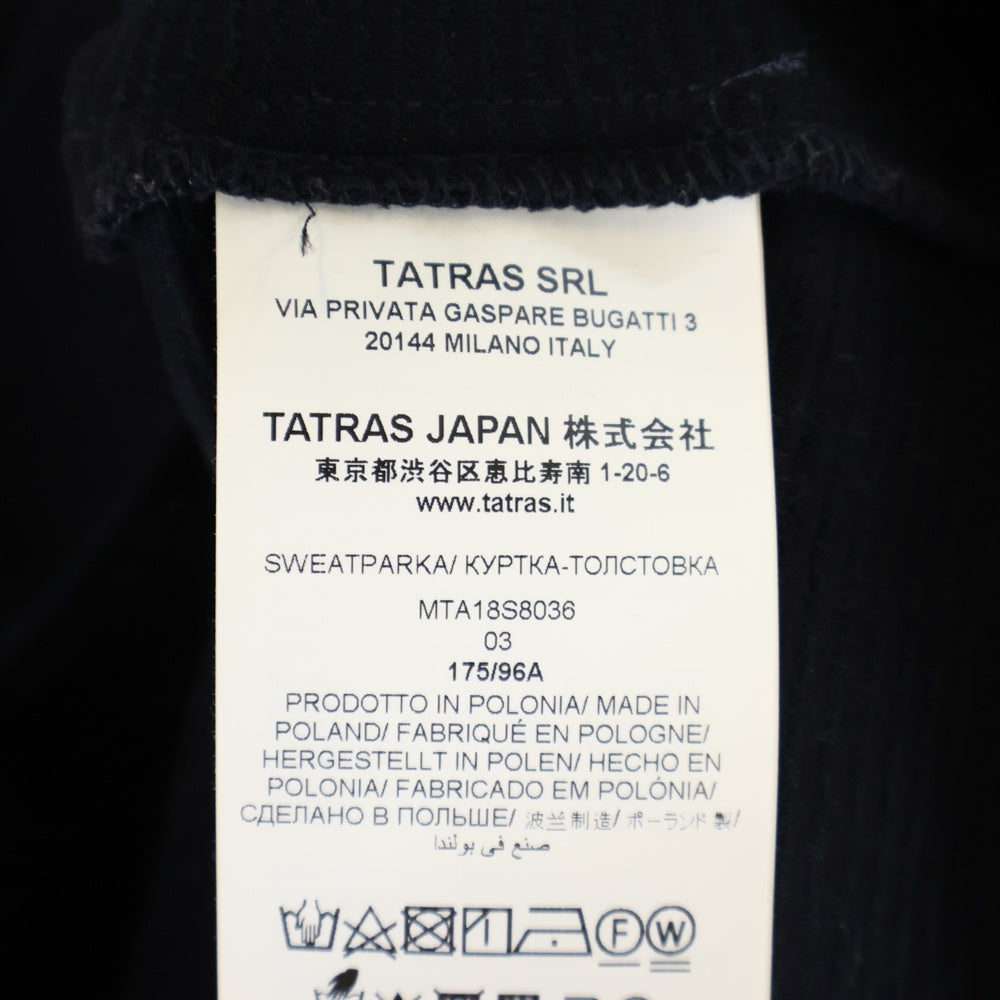 TATRAS SRL
VIA PRIVATA GASPARE BUGATTI 3
20144 MILANO ITALY
TATRAS JAPAN 株式会社
東京都渋谷区恵比寿南 1-20-6
www.tatras.it
SWEATPARKA/ КУРТКА-ТОЛСТОВКА
MTA18S8036
03
175/96A
PRODOTTO IN POLONIA/ MADE IN
POLAND/ FABRIQUÉ EN POLOGNE/
HERGESTELLT IN POLEN/ HECHO EN
POLONIA/ FABRICADO EM POLÓNIA/
СДЕЛАНО В ПОЛЬШЕ/ 波兰制造/ ポーランド製/
صنع في بولندا
F W